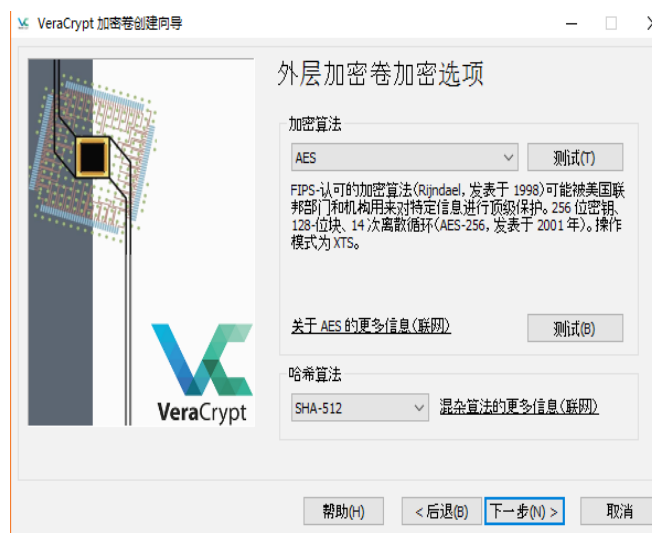 VeraCrypt 加密卷创建向导
外层加密卷加密选项
加密算法
AES
测试(T)
FIPS-认可的加密算法(Rijndael, 发表于 1998)可能被美国联
邦部门和机构用来对特定信息进行顶级保护。256 位密钥、
128-位块、14 次离散循环(AES-256, 发表于 2001 年)。操作
模式为 XTS。
关于 AES 的更多信息(联网)
测试(B)
哈希算法
SHA-512
混杂算法的更多信息(联网)
VeraCrypt
帮助(H)
< 后退(B)
下一步(N) >
取消